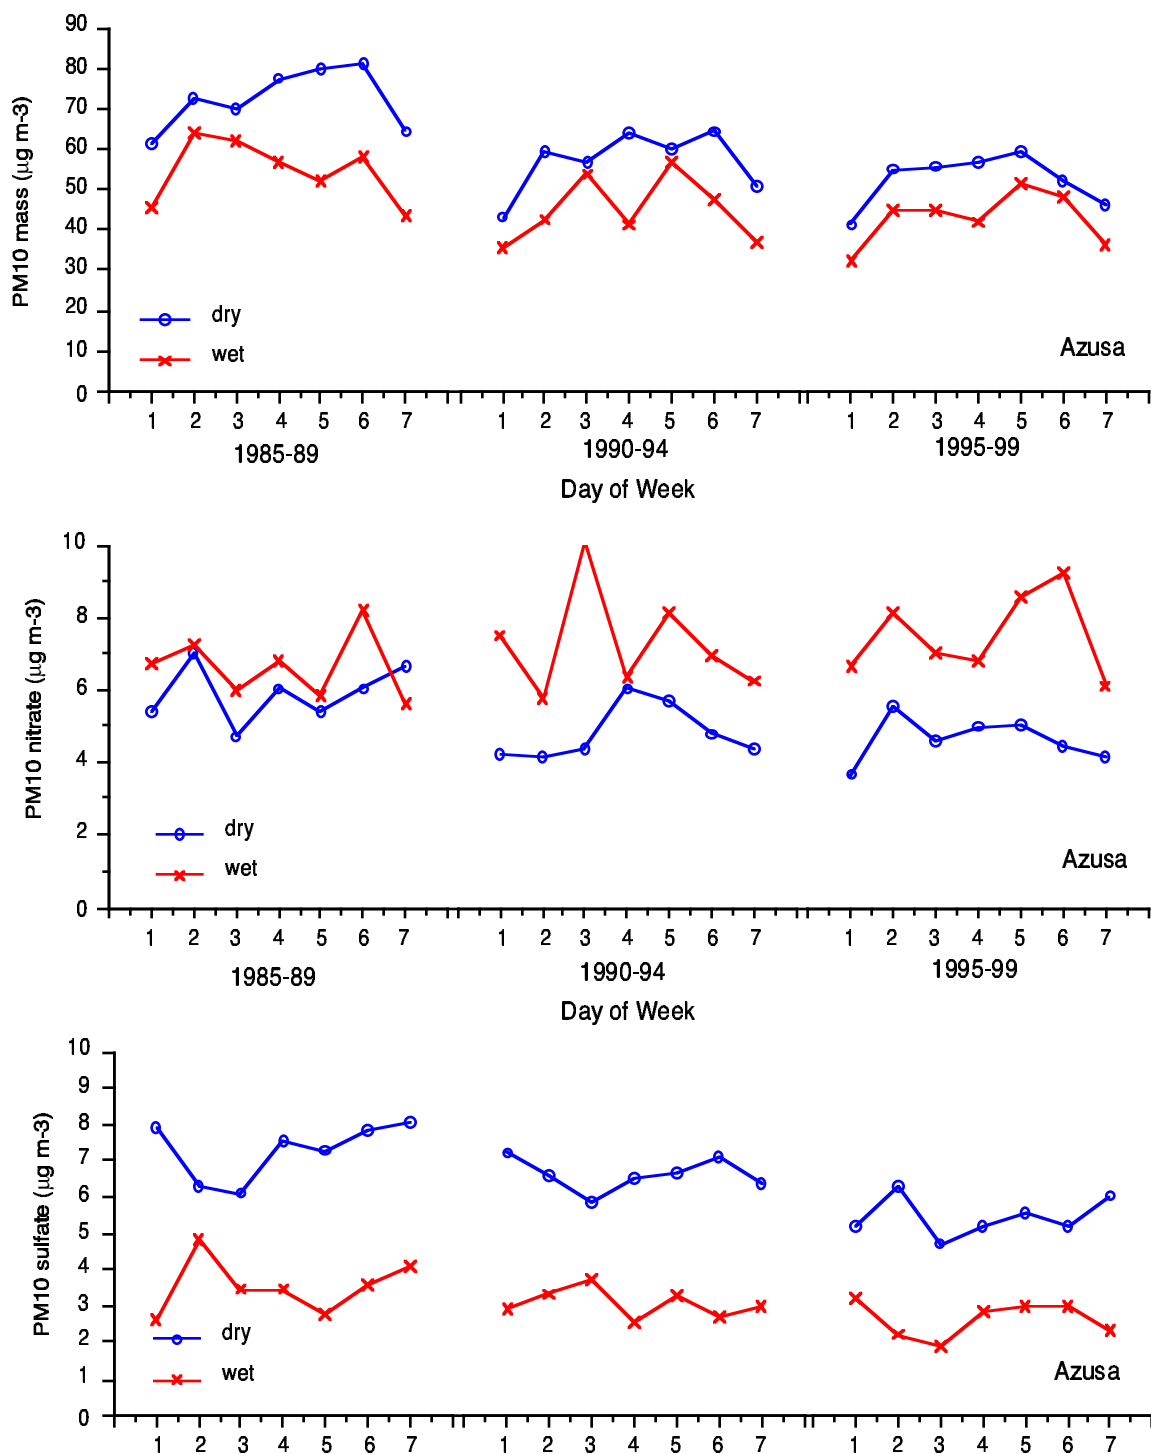 90
80
70
60
50
40
30
20
10
0
PM10 mass (µg m-3)
dry
wet
Azusa
1 2 3 4 5 6 7 1 2 3 4 5 6 7 1 2 3 4 5 6 7
1985-89 1990-94 1995-99
Day of Week
10
8
6
4
2
0
PM10 nitrate (µg m-3)
dry
wet
Azusa
1 2 3 4 5 6 7 1 2 3 4 5 6 7 1 2 3 4 5 6 7
1985-89 1990-94 1995-99
Day of Week
10
9
8
7
6
5
4
3
2
1
0
PM10 sulfate (µg m-3)
dry
wet
Azusa
1 2 3 4 5 6 7 1 2 3 4 5 6 7 1 2 3 4 5 6 7